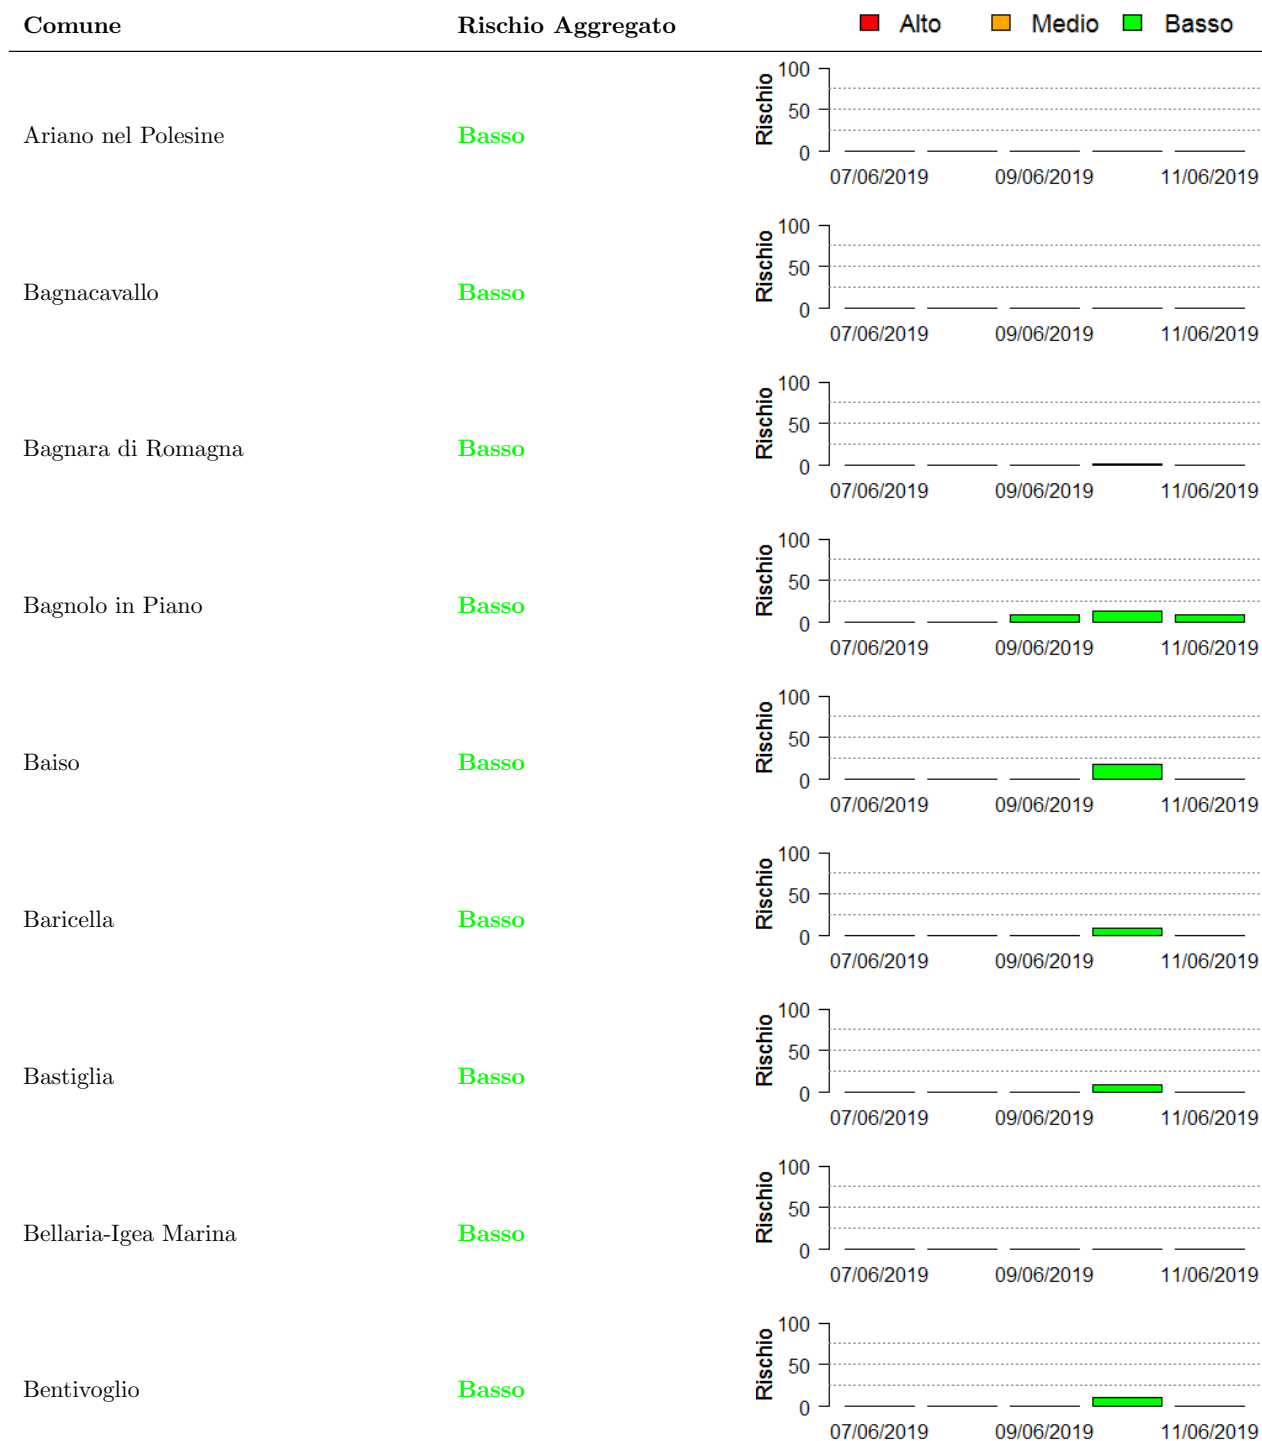 Comune Rischio Aggregato Alto Medio Basso
Ariano nel Polesine Basso Rischio 100 50 0
07/06/2019 09/06/2019 11/06/2019
Bagnacavallo Basso Rischio 100 50 0
07/06/2019 09/06/2019 11/06/2019
Bagnara di Romagna Basso Rischio 100 50 0
07/06/2019 09/06/2019 11/06/2019
Bagnolo in Piano Basso Rischio 100 50 0
07/06/2019 09/06/2019 11/06/2019
Baiso Basso Rischio 100 50 0
07/06/2019 09/06/2019 11/06/2019
Baricella Basso Rischio 100 50 0
07/06/2019 09/06/2019 11/06/2019
Bastiglia Basso Rischio 100 50 0
07/06/2019 09/06/2019 11/06/2019
Bellaria-Igea Marina Basso Rischio 100 50 0
07/06/2019 09/06/2019 11/06/2019
Bentivoglio Basso Rischio 100 50 0
07/06/2019 09/06/2019 11/06/2019